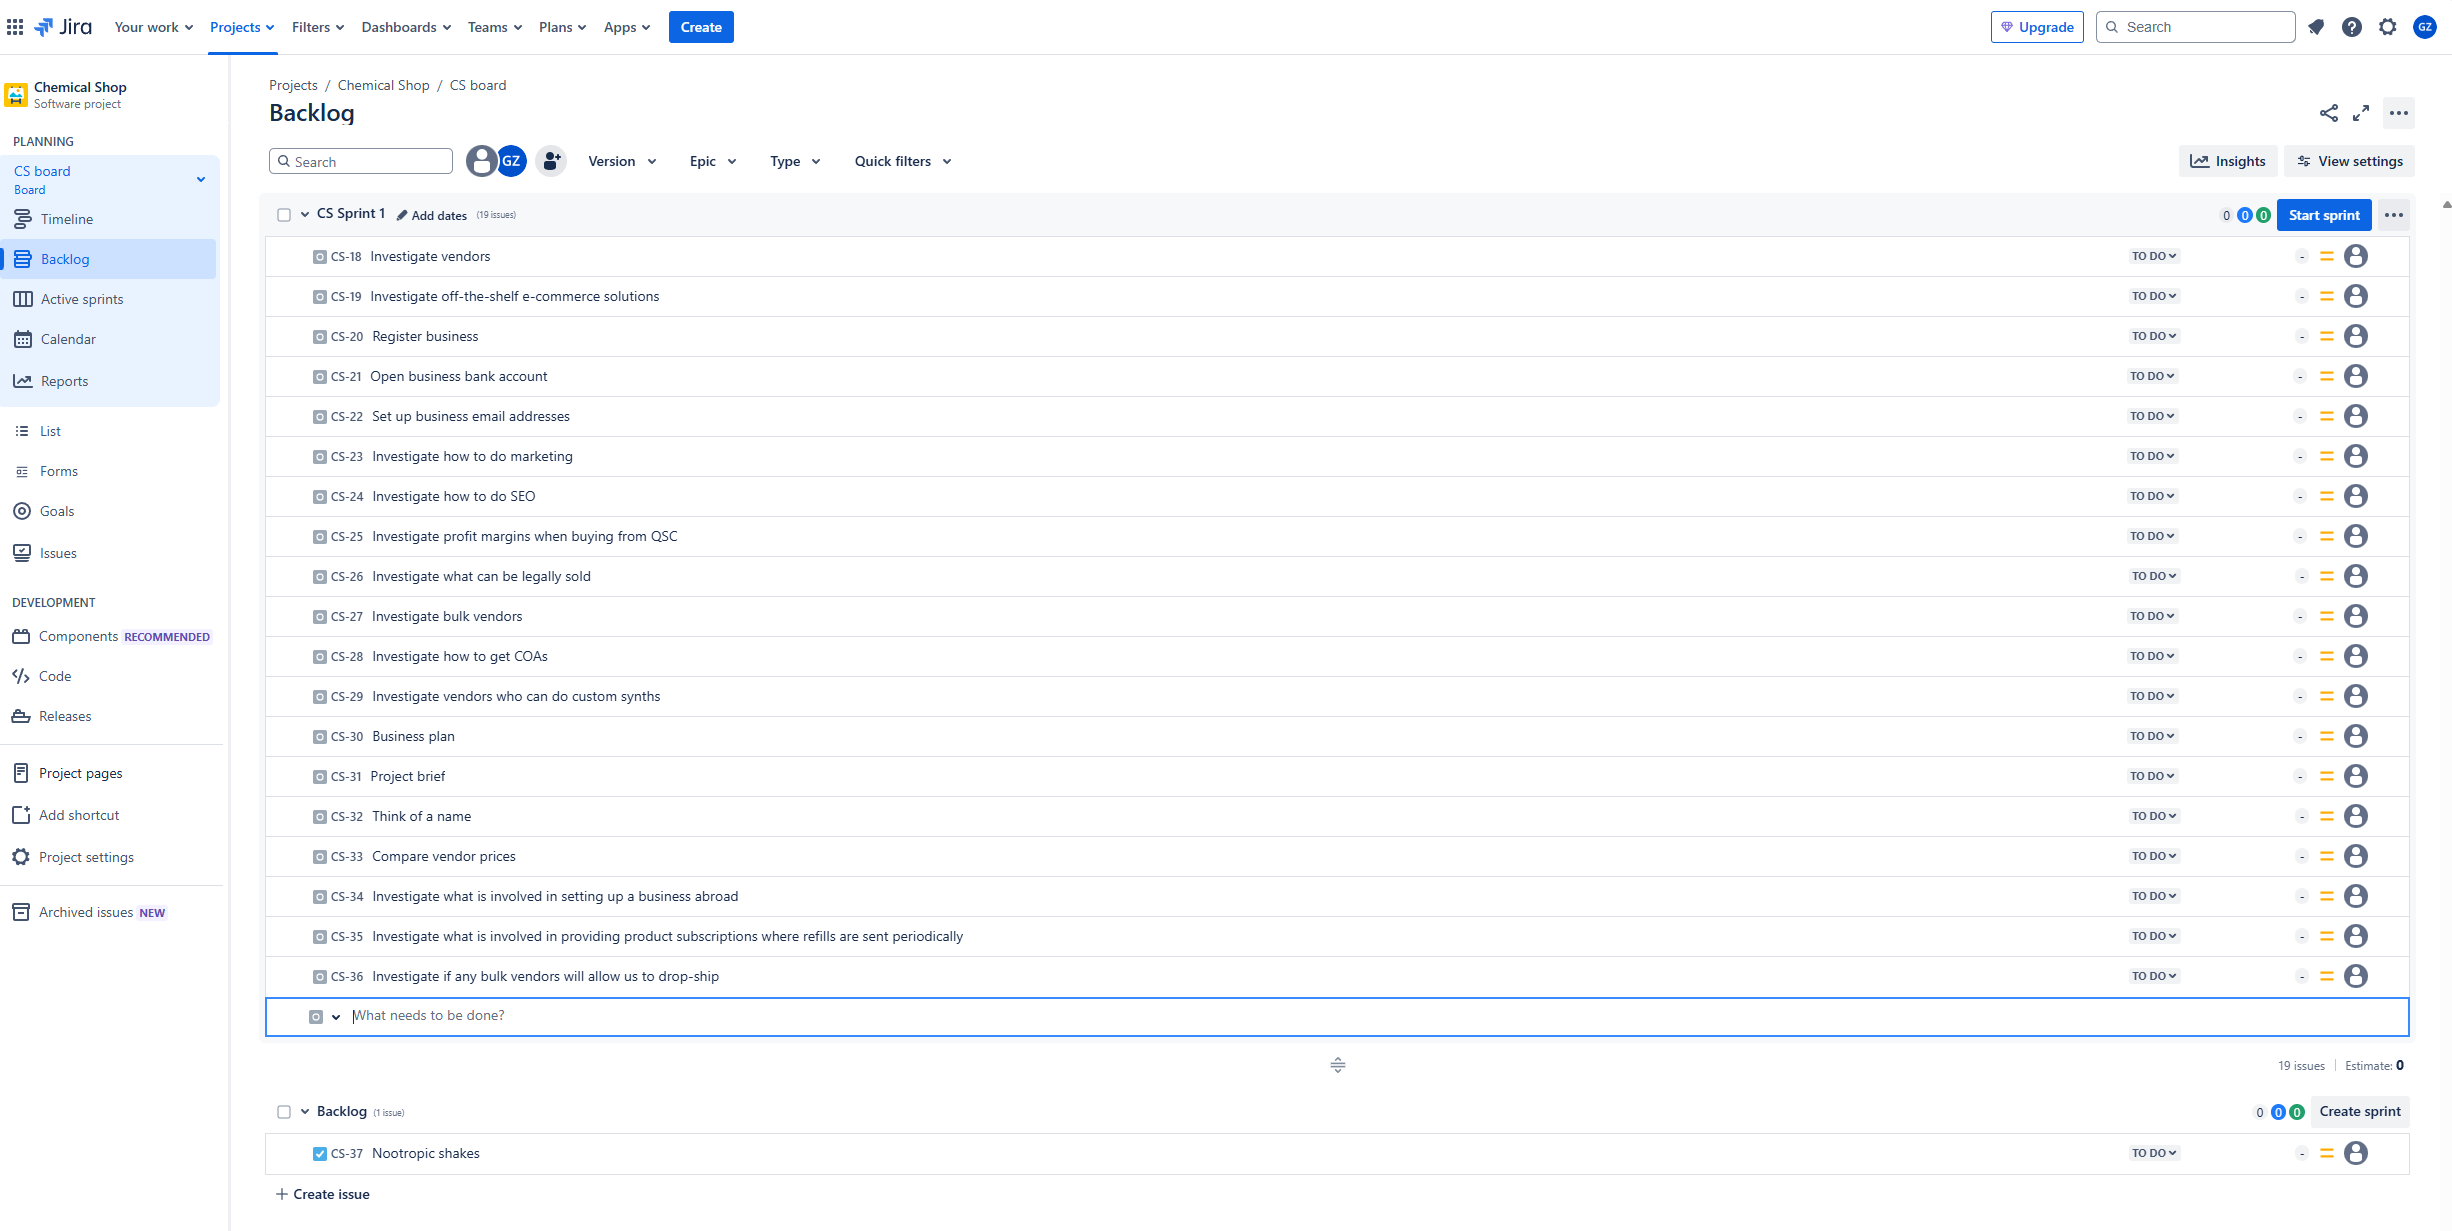 Jira Your work Projects Filters Dashboards Teams Plans Apps Create Upgrade Search GZ
Chemical Shop
Software project
PLANNING
CS board
Board
Timeline
Backlog
Active sprints
Calendar
Reports
List
Forms
Goals
Issues
DEVELOPMENT
Components RECOMMENDED
Code
Releases
Project pages
Add shortcut
Project settings
Archived issues NEW
Projects / Chemical Shop / CS board
Backlog
Search GZ Version Epic Type Quick filters Insights View settings
CS Sprint 1 Add dates (19 issues) 0 0 0 Start sprint
CS-18 Investigate vendors TO DO -
CS-19 Investigate off-the-shelf e-commerce solutions TO DO -
CS-20 Register business TO DO -
CS-21 Open business bank account TO DO -
CS-22 Set up business email addresses TO DO -
CS-23 Investigate how to do marketing TO DO -
CS-24 Investigate how to do SEO TO DO -
CS-25 Investigate profit margins when buying from QSC TO DO -
CS-26 Investigate what can be legally sold TO DO -
CS-27 Investigate bulk vendors TO DO -
CS-28 Investigate how to get COAs TO DO -
CS-29 Investigate vendors who can do custom synths TO DO -
CS-30 Business plan TO DO -
CS-31 Project brief TO DO -
CS-32 Think of a name TO DO -
CS-33 Compare vendor prices TO DO -
CS-34 Investigate what is involved in setting up a business abroad TO DO -
CS-35 Investigate what is involved in providing product subscriptions where refills are sent periodically TO DO -
CS-36 Investigate if any bulk vendors will allow us to drop-ship TO DO -
What needs to be done?
19 issues Estimate: 0
Backlog (1 issue) 0 0 0 Create sprint
CS-37 Nootropic shakes TO DO -
Create issue